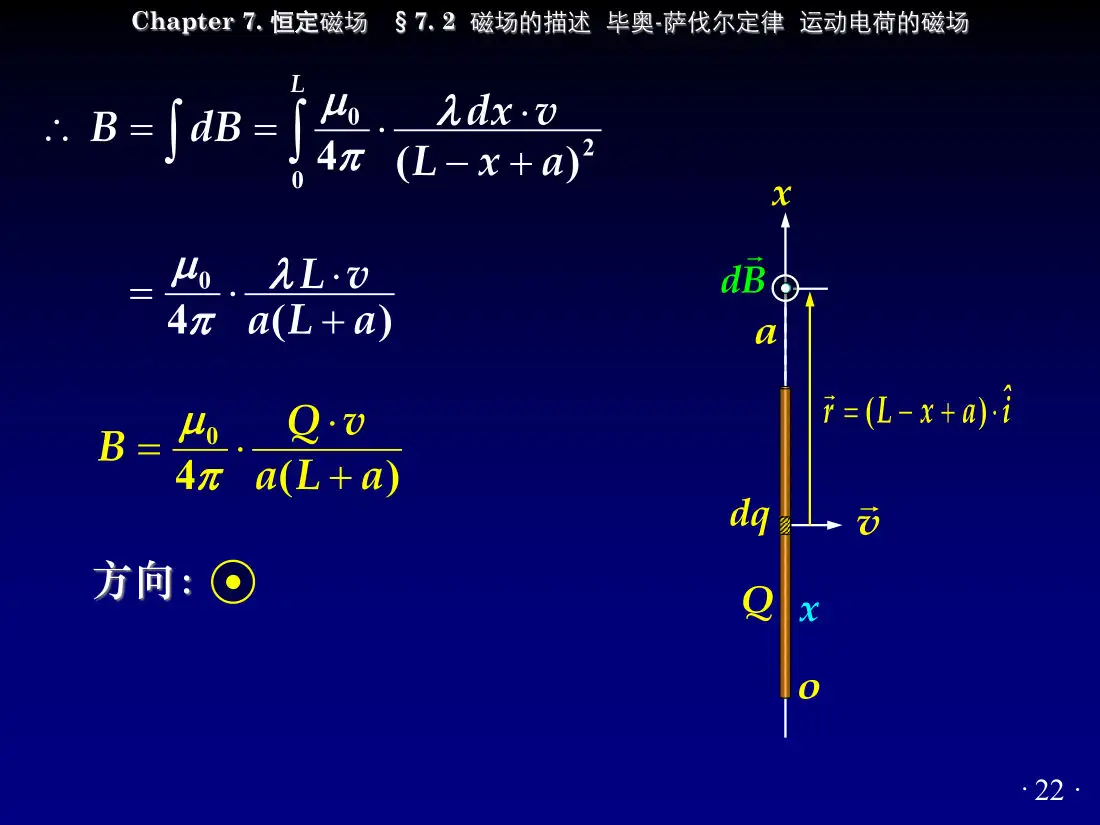 Chapter 7. 恒定磁场 §7. 2 磁场的描述 毕奥-萨伐尔定律 运动电荷的磁场
∴ B = ∫ dB = ∫₀ᴸ μ₀/4π · λdx·v/(L − x + a)²
= μ₀/4π · λL·v/a(L + a)
B = μ₀/4π · Q·v/a(L + a)
方向: ⊙
x
dB⃗
a
r⃗ = (L − x + a)·î
dq
v⃗
Q
x
o
· 22 ·